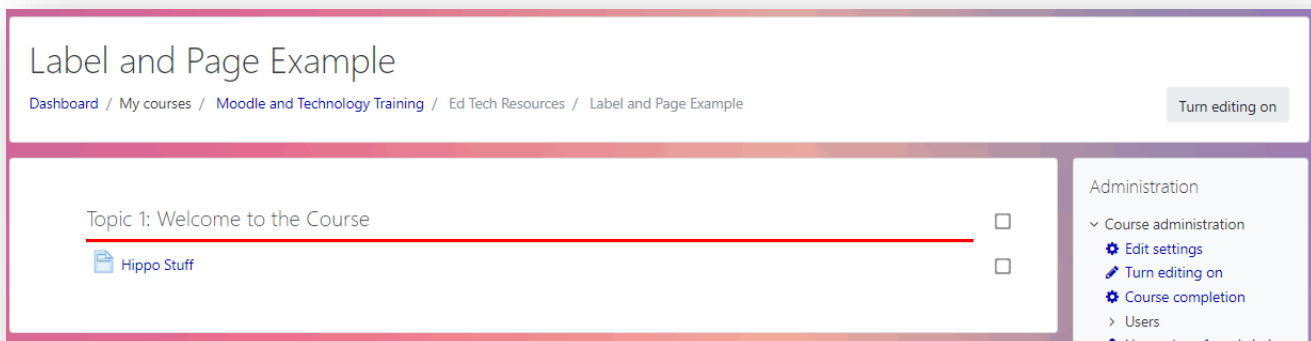 Label and Page Example
Dashboard / My courses / Moodle and Technology Training / Ed Tech Resources / Label and Page Example
Turn editing on
Topic 1: Welcome to the Course
Hippo Stuff
Administration
Course administration
Edit settings
Turn editing on
Course completion
Users